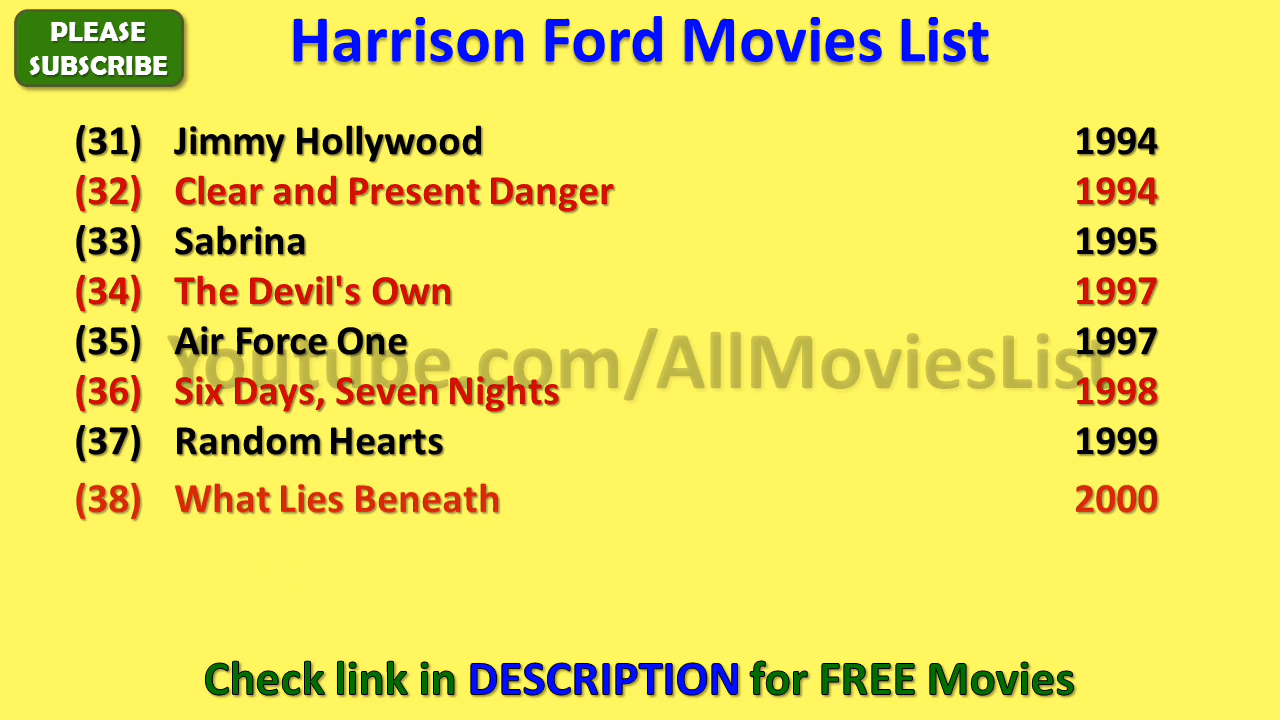 PLEASE
SUBSCRIBE
Harrison Ford Movies List
(31) Jimmy Hollywood 1994
(32) Clear and Present Danger 1994
(33) Sabrina 1995
(34) The Devil's Own 1997
(35) Air Force One 1997
Youtube.com/AllMoviesList
(36) Six Days, Seven Nights 1998
(37) Random Hearts 1999
(38) What Lies Beneath 2000
Check link in DESCRIPTION for FREE Movies